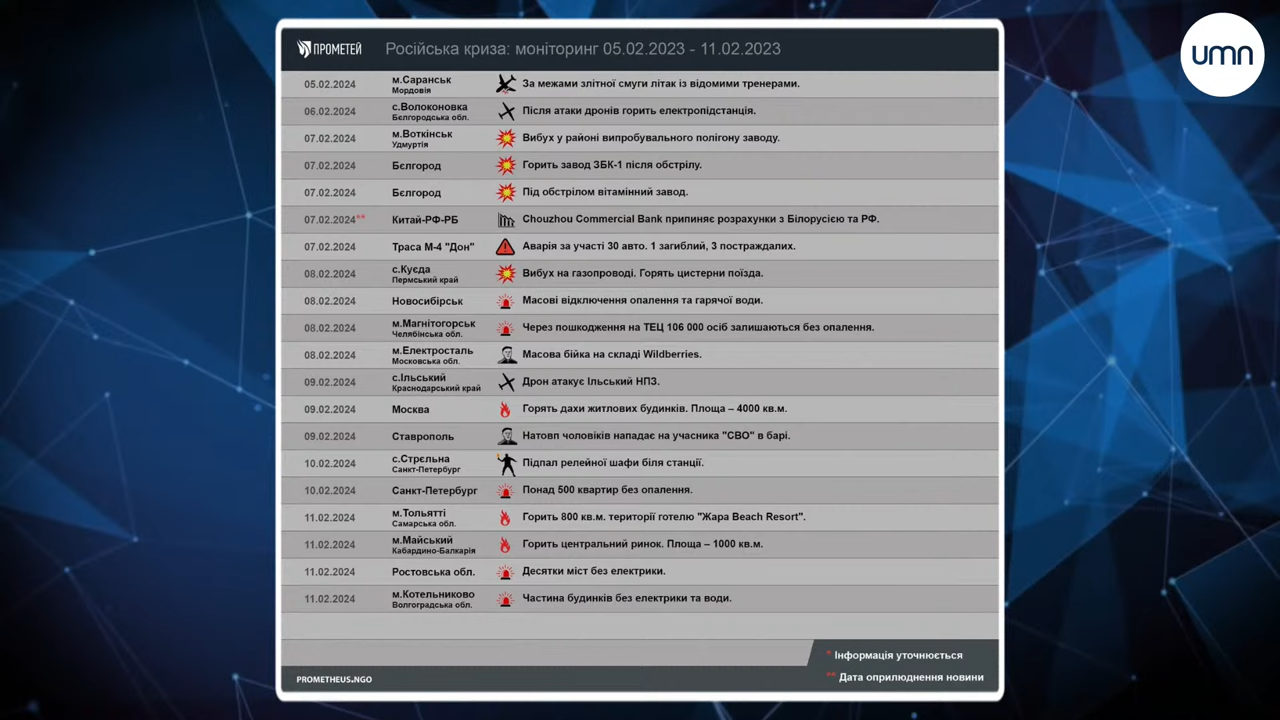 ПРОМЕТЕЙ Російська криза: моніторинг 05.02.2023 - 11.02.2023
umn
05.02.2024 м.Саранськ За межами злітної смуги літак із відомими тренерами.
Мордовія
06.02.2024 с.Волоконовка Після атаки дронів горить електропідстанція.
Бєлгородська обл.
07.02.2024 м.Воткінськ Вибух у районі випробувального полігону заводу.
Удмуртія
07.02.2024 Бєлгород Горить завод ЗБК-1 після обстрілу.
07.02.2024 Бєлгород Під обстрілом вітамінний завод.
07.02.2024** Китай-РФ-РБ Chouzhou Commercial Bank припиняє розрахунки з Білорусією та РФ.
07.02.2024 Траса М-4 "Дон" Аварія за участі 30 авто. 1 загиблий, 3 постраждалих.
08.02.2024 с.Куєда Вибух на газопроводі. Горять цистерни поїзда.
Пермський край
08.02.2024 Новосибірськ Масові відключення опалення та гарячої води.
08.02.2024 м.Магнітогорськ Через пошкодження на ТЕЦ 106 000 осіб залишаються без опалення.
Челябінська обл.
08.02.2024 м.Електросталь Масова бійка на складі Wildberries.
Московська обл.
09.02.2024 с.Ільський Дрон атакує Ільський НПЗ.
Краснодарський край
09.02.2024 Москва Горять дахи житлових будинків. Площа – 4000 кв.м.
09.02.2024 Ставрополь Натовп чоловіків нападає на учасника "СВО" в барі.
10.02.2024 с.Стрєльна Підпал релейної шафи біля станції.
Санкт-Петербург
10.02.2024 Санкт-Петербург Понад 500 квартир без опалення.
11.02.2024 м.Тольятті Горить 800 кв.м. території готелю "Жара Beach Resort".
Самарська обл.
11.02.2024 м.Майський Горить центральний ринок. Площа – 1000 кв.м.
Кабардино-Балкарія
11.02.2024 Ростовська обл. Десятки міст без електрики.
11.02.2024 м.Котельниково Частина будинків без електрики та води.
Волгоградська обл.
* Інформація уточнюється
PROMETHEUS.NGO ** Дата оприлюднення новини